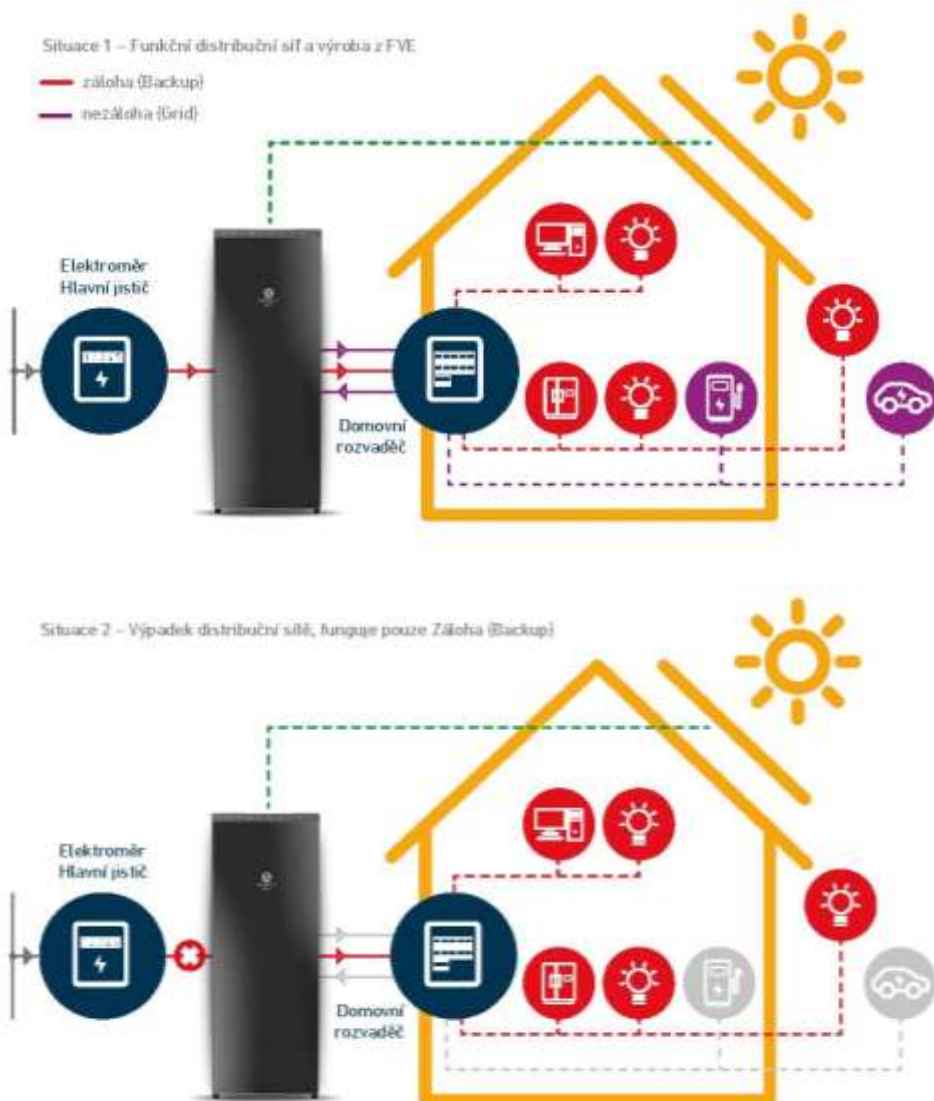 Situace 1 – Funkční distribuční síť a výroba z FVE
záloha (Backup)
nezáloha (Grid)
Elektroměr
Hlavní jistič
Domovní
rozvaděč
Situace 2 – Výpadek distribuční sítě, funguje pouze Záloha (Backup)
Elektroměr
Hlavní jistič
Domovní
rozvaděč